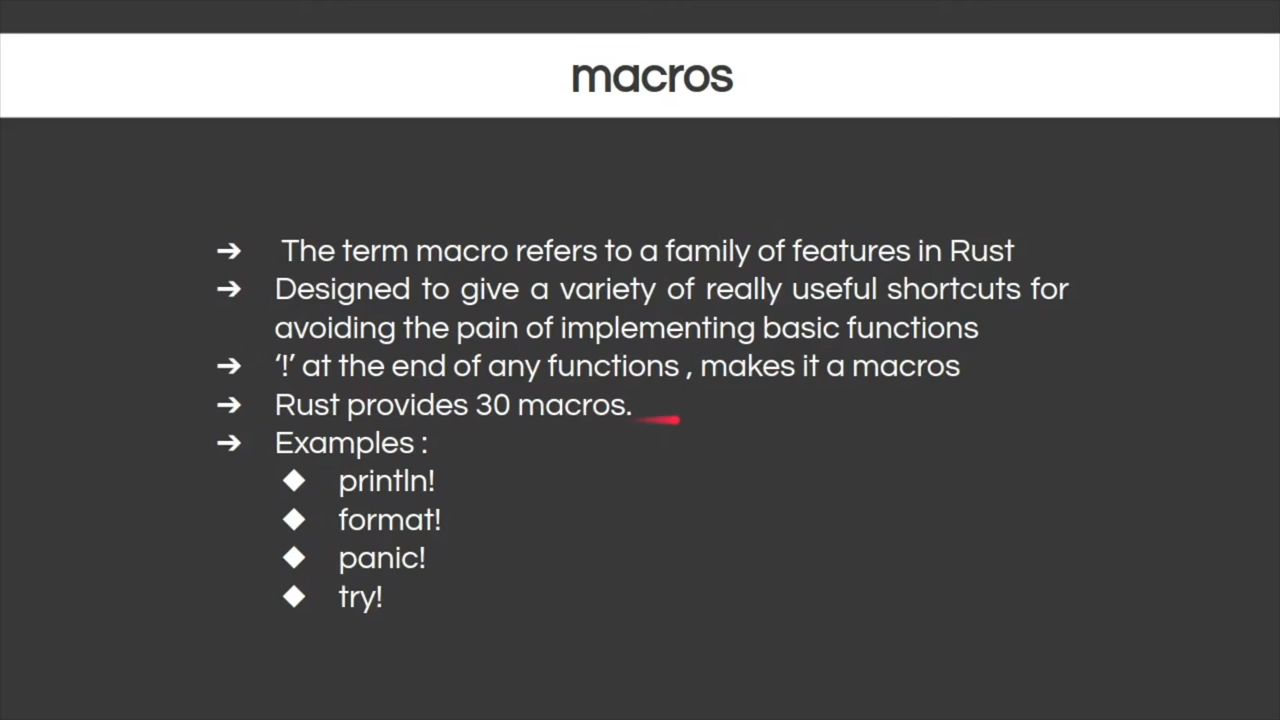 macros
➔ The term macro refers to a family of features in Rust
➔ Designed to give a variety of really useful shortcuts for
avoiding the pain of implementing basic functions
➔ ‘!’ at the end of any functions , makes it a macros
➔ Rust provides 30 macros.
➔ Examples :
◆ println!
◆ format!
◆ panic!
◆ try!